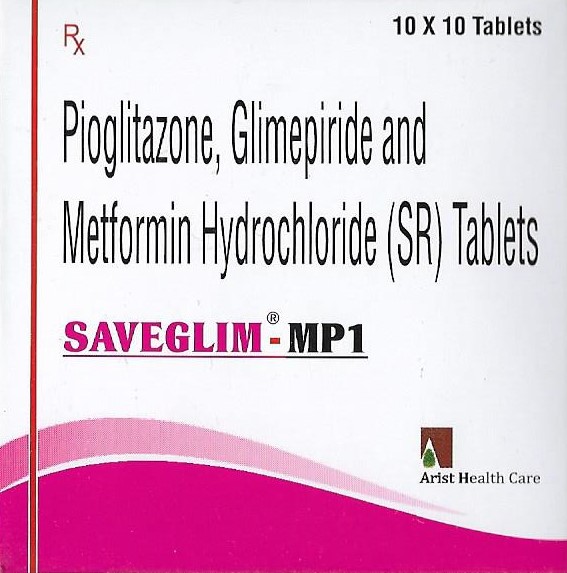 Rx
10 X 10 Tablets
Pioglitazone, Glimepiride and
Metformin Hydrochloride (SR) Tablets
SAVEGLIM® - MP1
Arist Health Care